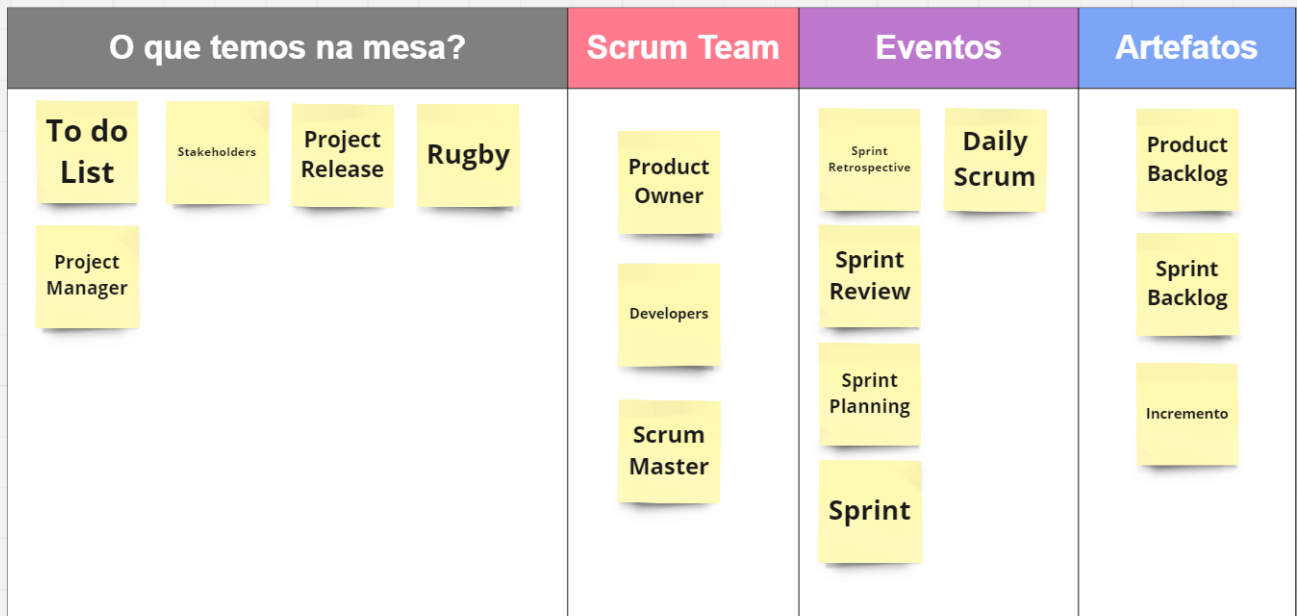 O que temos na mesa?
Scrum Team
Eventos
Artefatos
To do
List
Stakeholders
Project
Release
Rugby
Project
Manager
Product
Owner
Developers
Scrum
Master
Sprint
Retrospective
Daily
Scrum
Sprint
Review
Sprint
Planning
Sprint
Product
Backlog
Sprint
Backlog
Incremento